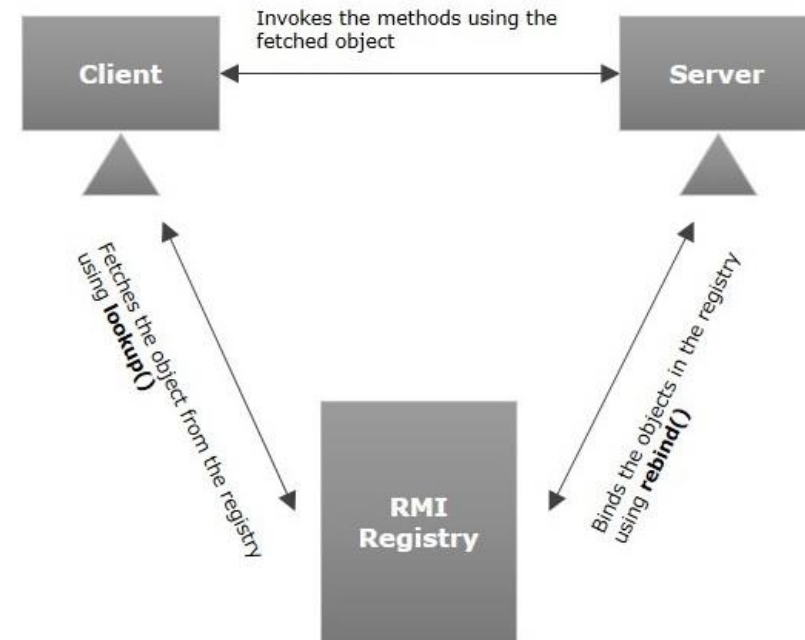 Invokes the methods using the
fetched object
Client
Server
Fetches the object from the registry
using lookup()
Binds the objects in the registry
using rebind()
RMI
Registry